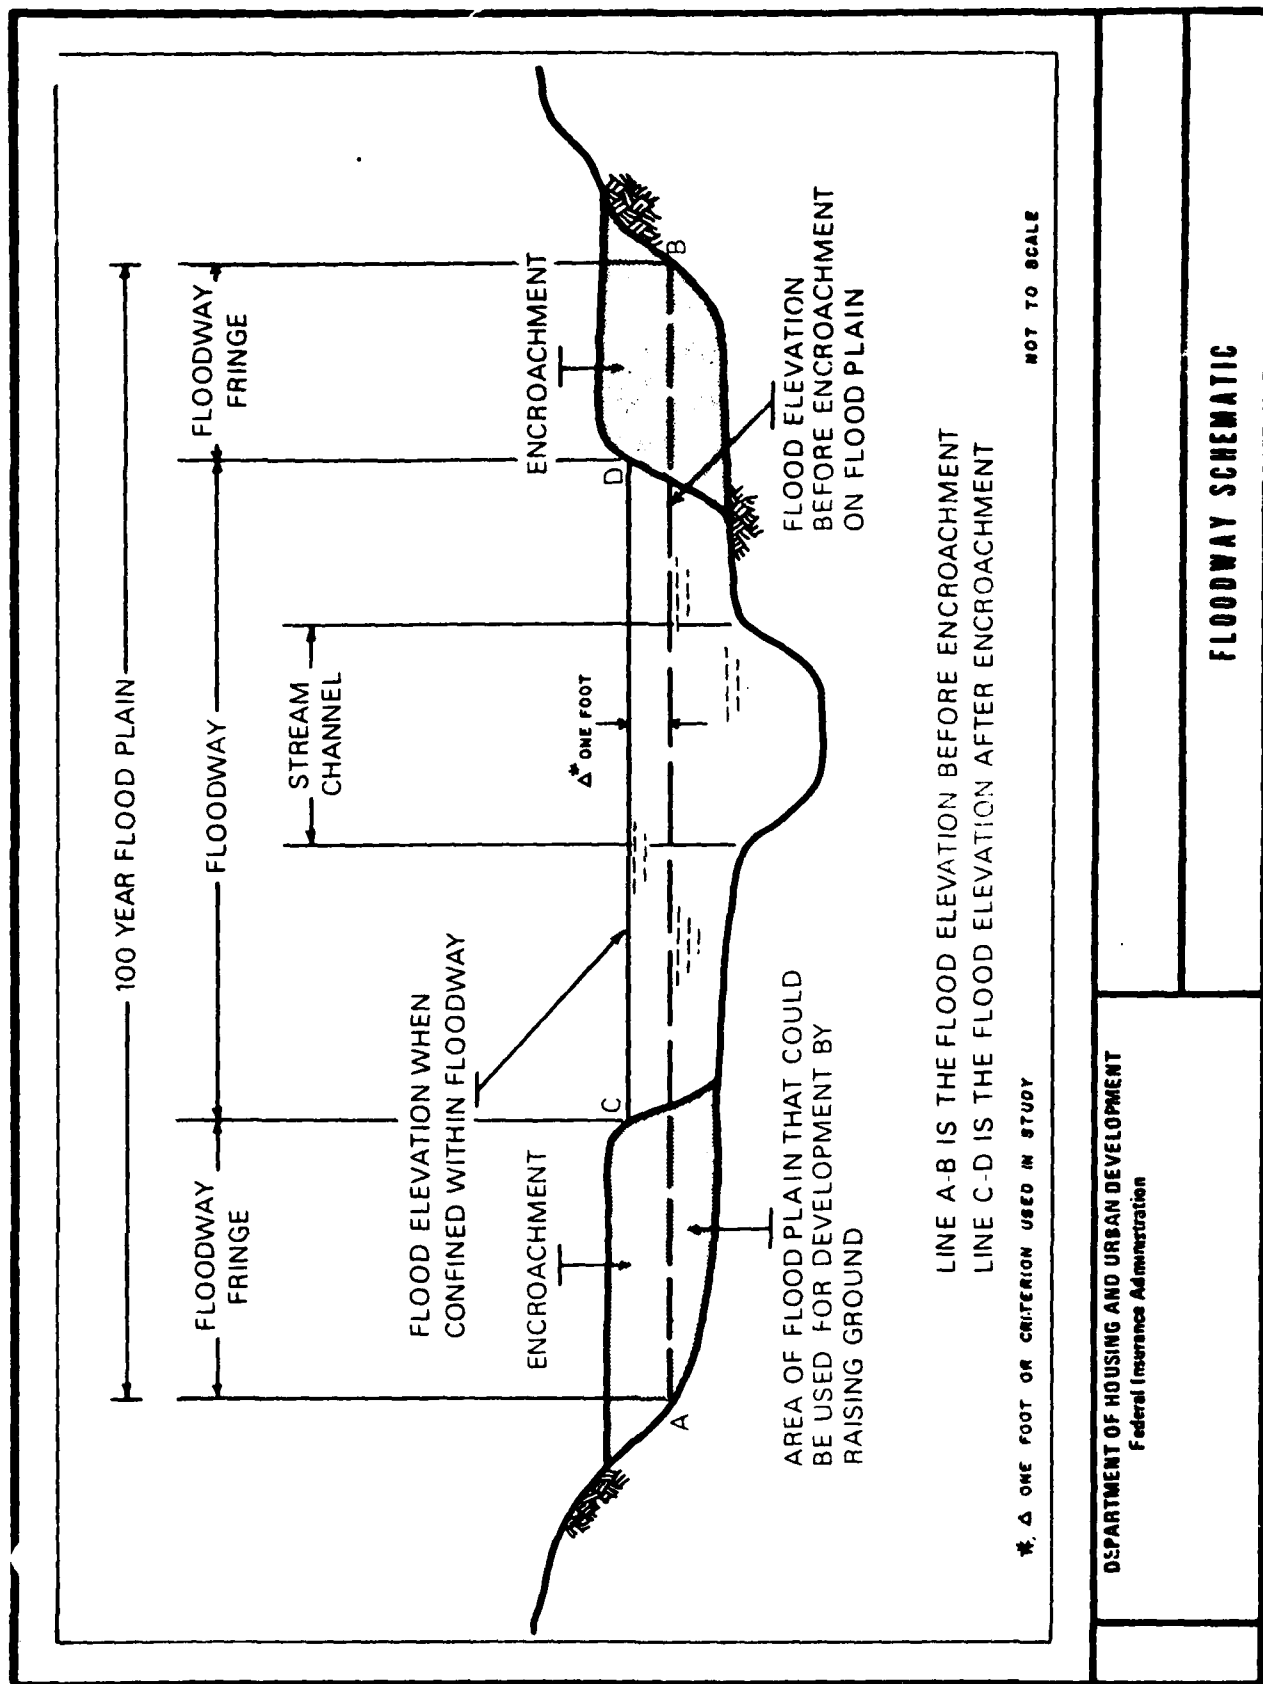 100 YEAR FLOOD PLAIN
FLOODWAY
FRINGE
FLOODWAY
FLOODWAY
FRINGE
STREAM
CHANNEL
FLOOD ELEVATION WHEN
CONFINED WITHIN FLOODWAY
ENCROACHMENT
Δ* ONE FOOT
ENCROACHMENT
C
D
A
B
AREA OF FLOOD PLAIN THAT COULD
BE USED FOR DEVELOPMENT BY
RAISING GROUND
FLOOD ELEVATION
BEFORE ENCROACHMENT
ON FLOOD PLAIN
LINE A-B IS THE FLOOD ELEVATION BEFORE ENCROACHMENT
LINE C-D IS THE FLOOD ELEVATION AFTER ENCROACHMENT
*, Δ ONE FOOT OR CRITERION USED IN STUDY
NOT TO SCALE
DEPARTMENT OF HOUSING AND URBAN DEVELOPMENT
Federal Insurance Administration
FLOODWAY SCHEMATIC